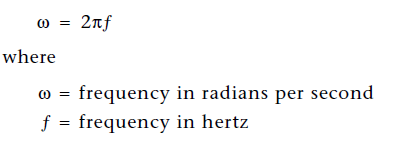 ω = 2πf
where
ω = frequency in radians per second
f = frequency in hertz